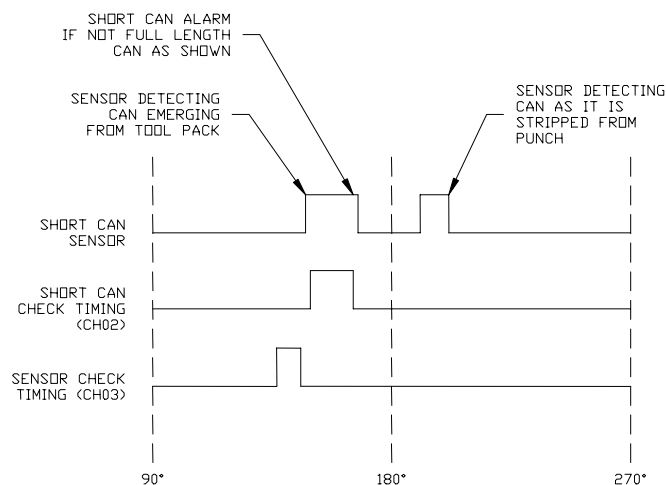 SHORT CAN ALARM
IF NOT FULL LENGTH
CAN AS SHOWN
SENSOR DETECTING
CAN EMERGING
FROM TOOL PACK
SENSOR DETECTING
CAN AS IT IS
STRIPPED FROM
PUNCH
SHORT CAN
SENSOR
SHORT CAN
CHECK TIMING
(CH02)
SENSOR CHECK
TIMING (CH03)
90°
180°
270°